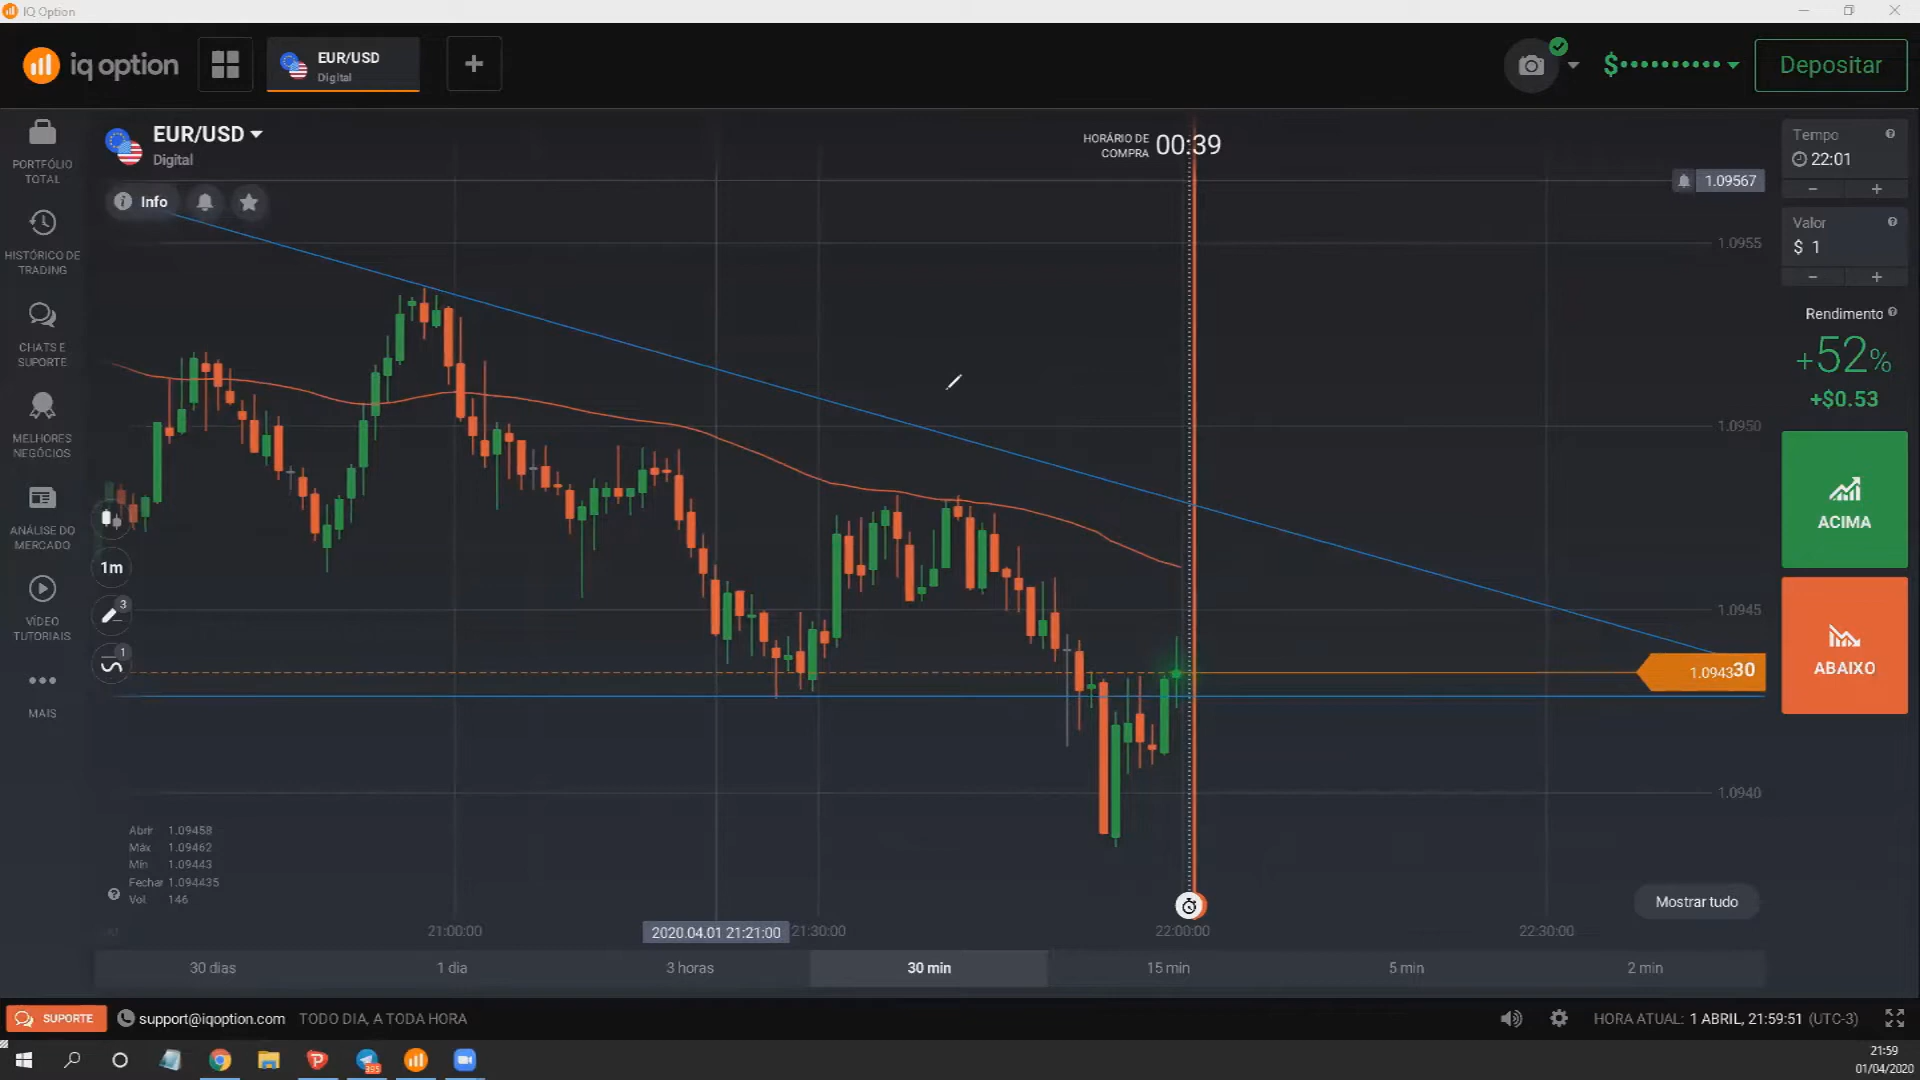 IQ Option
iq option
EUR/USD
Digital
+
$••••••••••
Depositar
PORTFÓLIO
TOTAL
HISTÓRICO DE
TRADING
CHATS E
SUPORTE
MELHORES
NEGÓCIOS
ANÁLISE DO
MERCADO
VÍDEO
TUTORIAIS
MAIS
EUR/USD
Digital
Info
1m
3
1
HORÁRIO DE
COMPRA
00:39
1.09567
1.0955
1.0950
1.0945
1.094330
1.0940
Abrir 1.09458
Máx 1.09462
Mín 1.09443
Fechar 1.094435
Vol. 146
Mostrar tudo
21:00:00
2020.04.01 21:21:00
21:30:00
22:00:00
22:30:00
30 dias
1 dia
3 horas
30 min
15 min
5 min
2 min
Tempo
22:01
− +
Valor
$ 1
− +
Rendimento
+52%
+$0.53
ACIMA
ABAIXO
SUPORTE
support@iqoption.com
TODO DIA, A TODA HORA
HORA ATUAL: 1 ABRIL, 21:59:51 (UTC-3)
395
21:59
01/04/2020